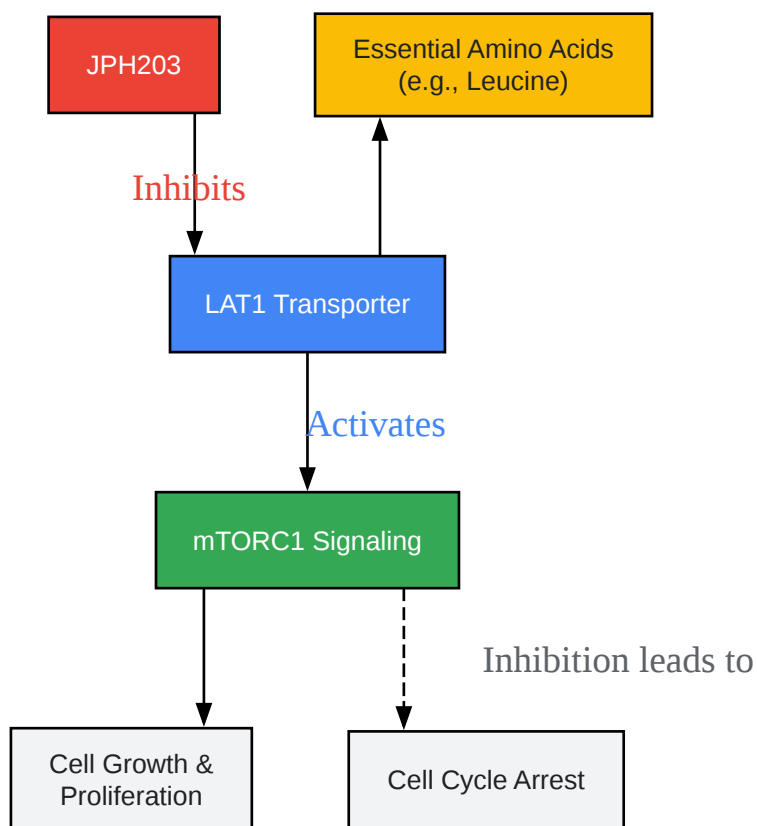 JPH203
Essential Amino Acids
(e.g., Leucine)
Inhibits
LAT1 Transporter
Activates
mTORC1 Signaling
Inhibition leads to
Cell Growth &
Proliferation
Cell Cycle Arrest